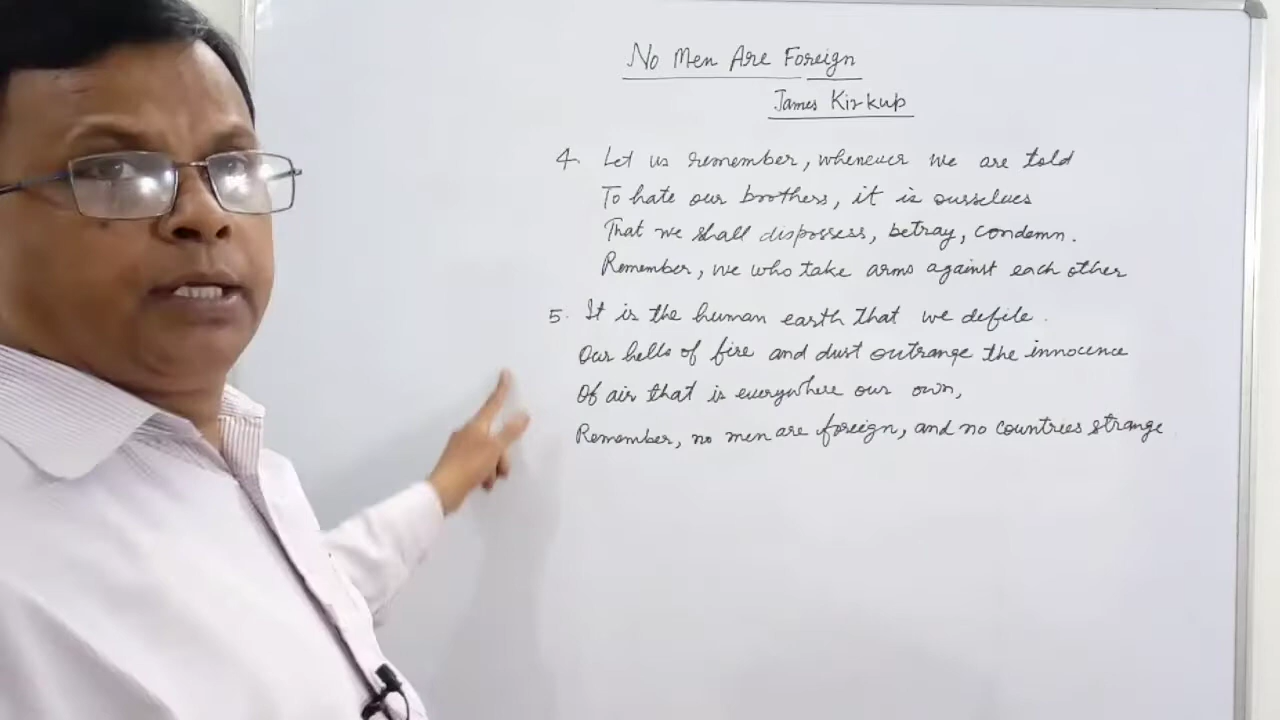 No Men Are Foreign
James Kirkup
4. Let us remember, whenever we are told
To hate our brothers, it is ourselves
That we shall dispossess, betray, condemn.
Remember, we who take arms against each other
5. It is the human earth that we defile.
Our hells of fire and dust outrange the innocence
Of air that is everywhere our own,
Remember, no men are foreign, and no countries strange